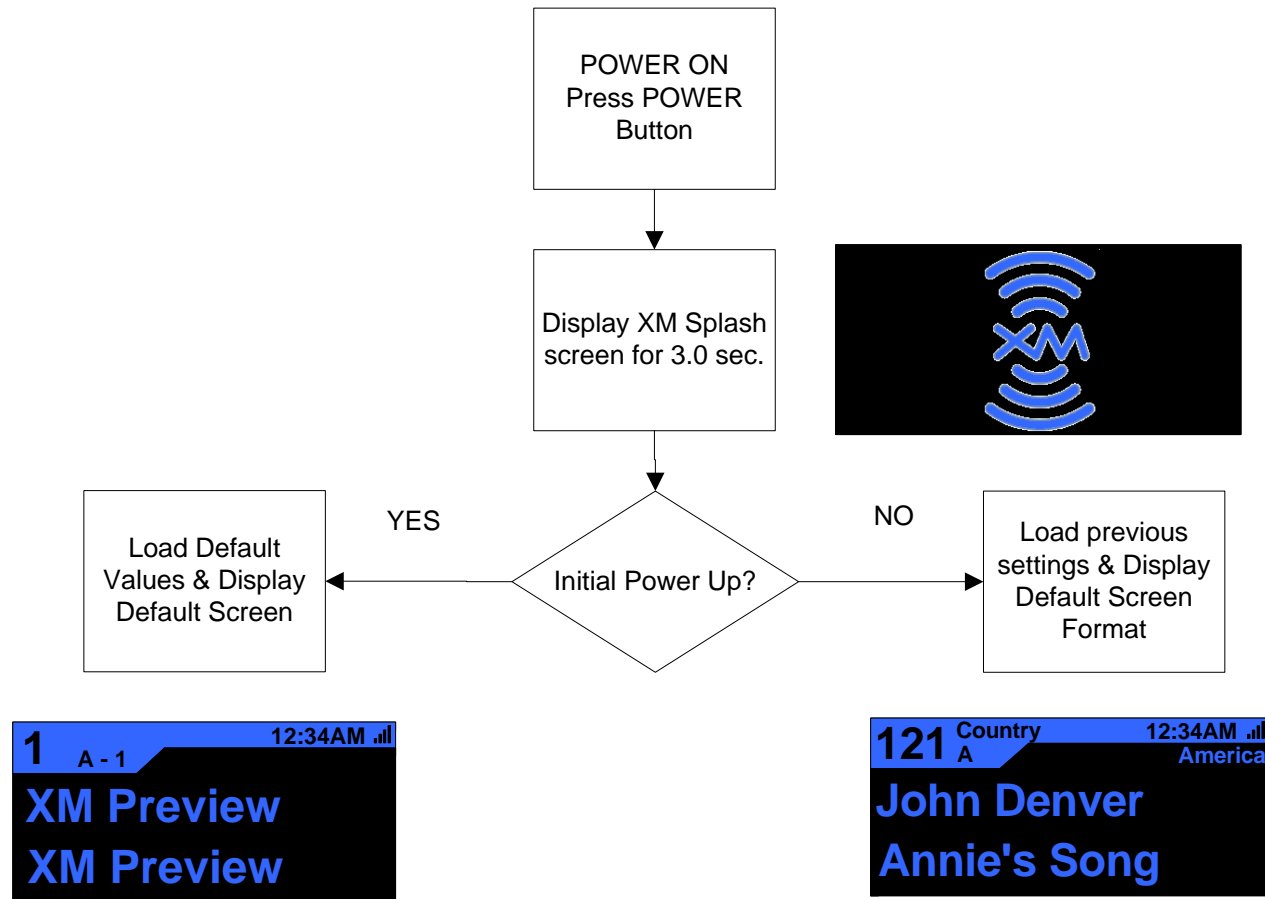 POWER ON
Press POWER
Button
Display XM Splash
screen for 3.0 sec.
XM
YES
NO
Load Default
Values & Display
Default Screen
Initial Power Up?
Load previous
settings & Display
Default Screen
Format
1 A - 1 12:34AM
XM Preview
XM Preview
121 Country 12:34AM
A America
John Denver
Annie's Song